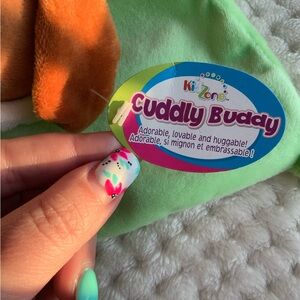 KidZone
Cuddly Buddy
Adorable, lovable and huggable!
Adorable, si mignon et embrassable!